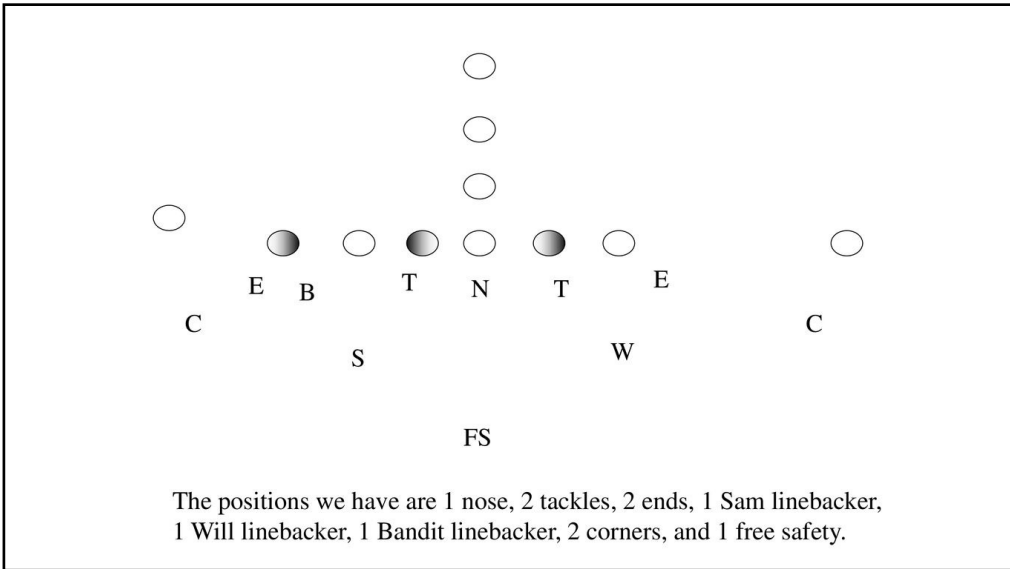 E B T N T E
C C
S W
FS
The positions we have are 1 nose, 2 tackles, 2 ends, 1 Sam linebacker,
1 Will linebacker, 1 Bandit linebacker, 2 corners, and 1 free safety.